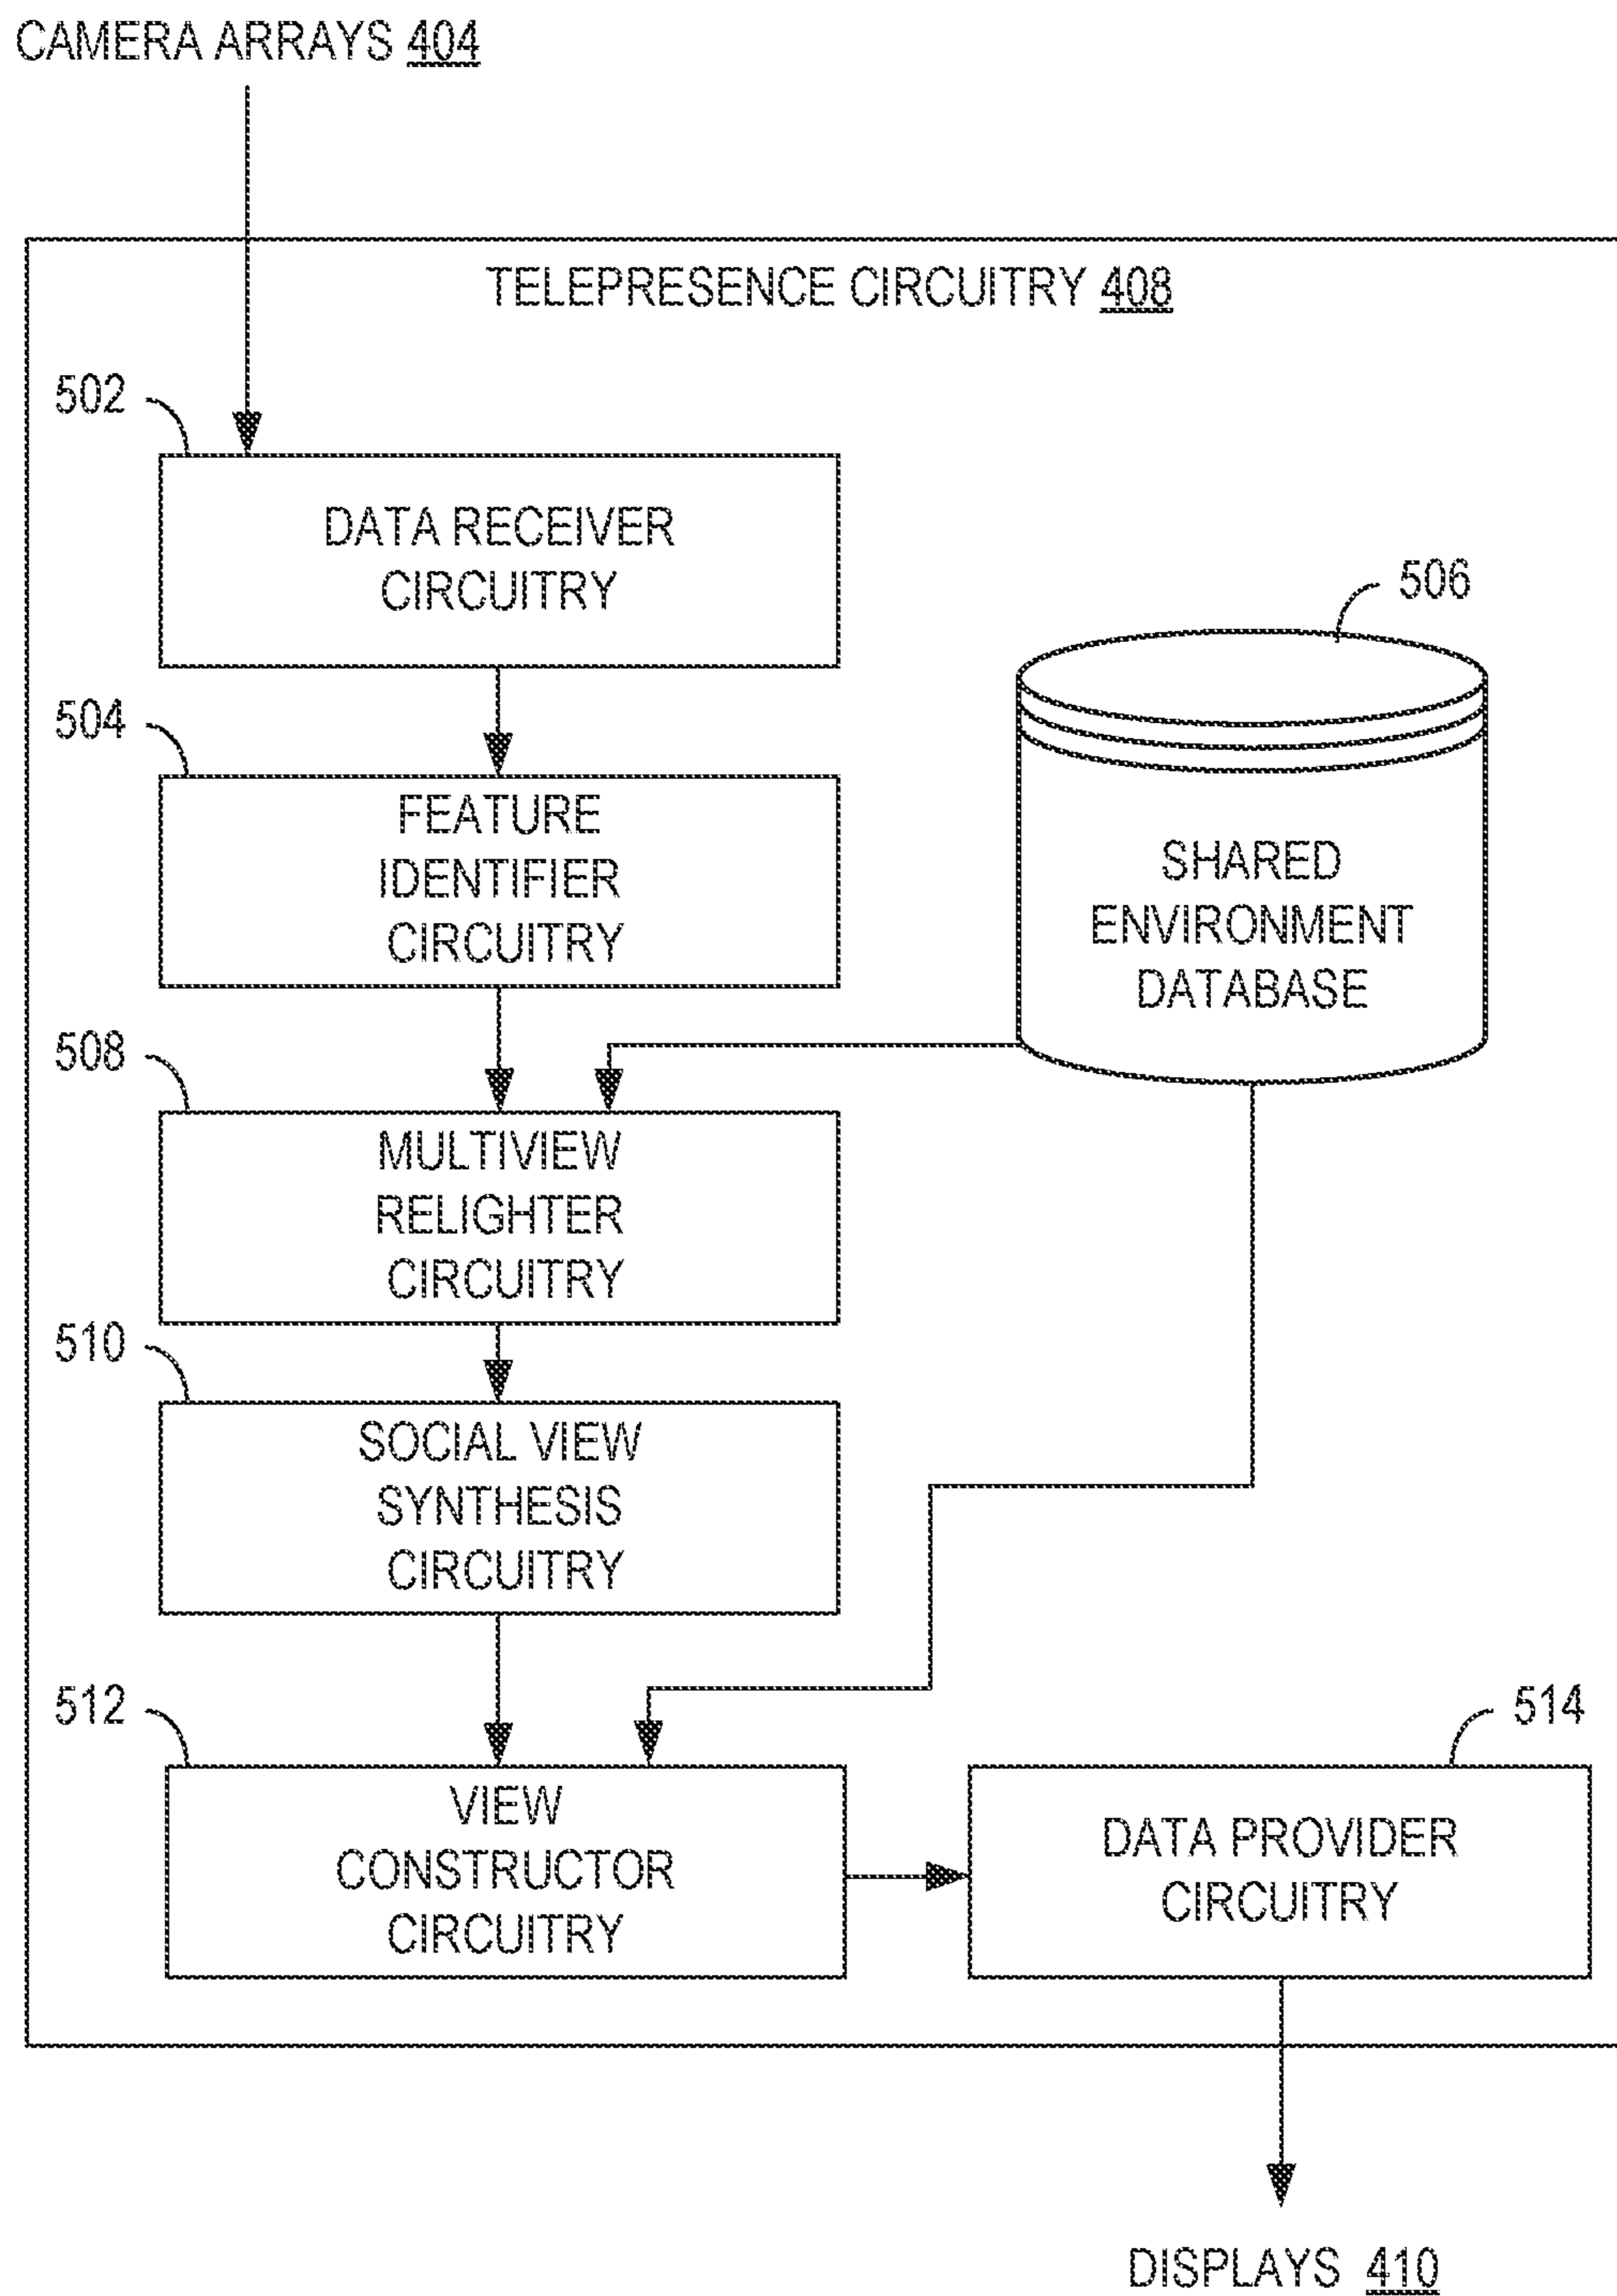 CAMERA ARRAYS 404
TELEPRESENCE CIRCUITRY 408
502
DATA RECEIVER
CIRCUITRY
506
504
FEATURE
IDENTIFIER
CIRCUITRY
SHARED
ENVIRONMENT
DATABASE
508
MULTIVIEW
RELIGHTER
CIRCUITRY
510
SOCIAL VIEW
SYNTHESIS
CIRCUITRY
512
VIEW
CONSTRUCTOR
CIRCUITRY
514
DATA PROVIDER
CIRCUITRY
DISPLAYS 410